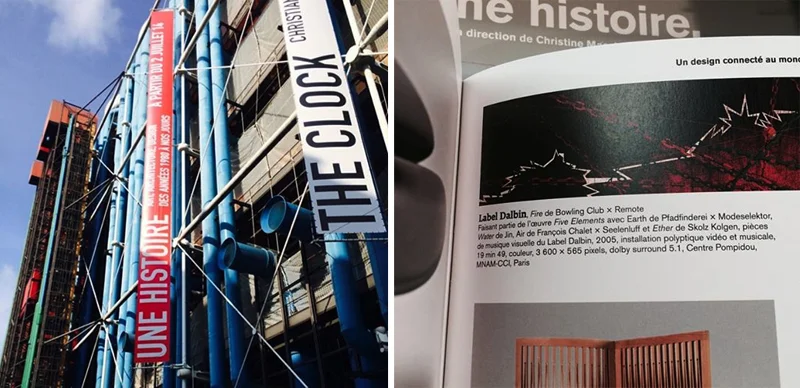 UNE HISTOIRE
ART, ARCHITECTURE, DESIGN
DES ANNÉES 1980 À NOS JOURS
À PARTIR DU 2 JUILLET 14
CHRISTIAN
THE CLOCK
ne histoire.
direction de Christine
Un design connecté au mon
Label Dalbin, Fire de Bowling Club × Remote
Faisant partie de l'œuvre Five Elements avec Earth de Pfadfinderei × Modeselektor,
Water de Jin, Air de François Chalet × Seelenluft et Ether de Skolz Kolgen, pièces
de musique visuelle du Label Dalbin, 2005, installation polyptique vidéo et musicale,
19 min 49, couleur, 3 600 × 565 pixels, dolby surround 5.1, Centre Pompidou,
MNAM-CCI, Paris